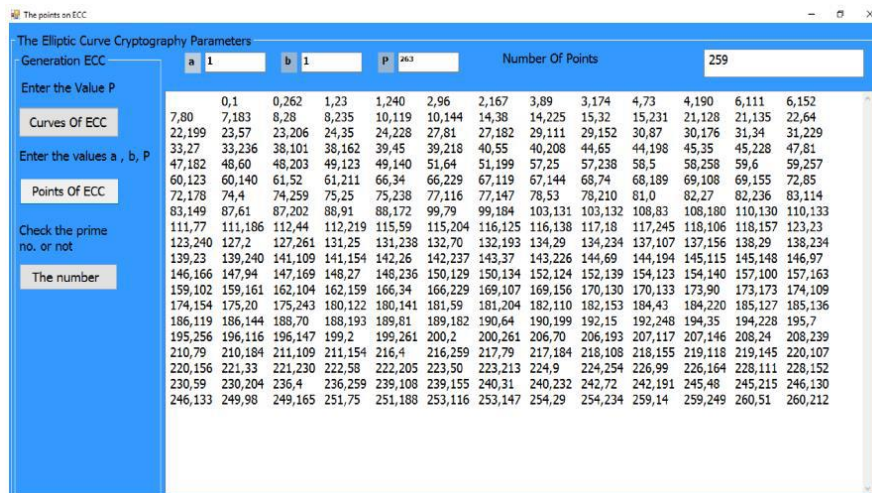 The points on ECC
The Elliptic Curve Cryptography Parameters
Generation ECC
a 1 b 1 P 263 Number Of Points 259
Enter the Value P
Curves Of ECC
Enter the values a , b, P
Points Of ECC
Check the prime
no. or not
The number
0,1 0,262 1,23 1,240 2,96 2,167 3,89 3,174 4,73 4,190 6,111 6,152
7,80 7,183 8,28 8,235 10,119 10,144 14,38 14,225 15,32 15,231 21,128 21,135 22,64
22,199 23,57 23,206 24,35 24,228 27,81 27,182 29,111 29,152 30,87 30,176 31,34 31,229
33,27 33,236 38,101 38,162 39,45 39,218 40,55 40,208 44,65 44,198 45,35 45,228 47,81
47,182 48,60 48,203 49,123 49,140 51,64 51,199 57,25 57,238 58,5 58,258 59,6 59,257
60,123 60,140 61,52 61,211 66,34 66,229 67,119 67,144 68,74 68,189 69,108 69,155 72,85
72,178 74,4 74,259 75,25 75,238 77,116 77,147 78,53 78,210 81,0 82,27 82,236 83,114
83,149 87,61 87,202 88,91 88,172 99,79 99,184 103,131 103,132 108,83 108,180 110,130 110,133
111,77 111,186 112,44 112,219 115,59 115,204 116,125 116,138 117,18 117,245 118,106 118,157 123,23
123,240 127,2 127,261 131,25 131,238 132,70 132,193 134,29 134,234 137,107 137,156 138,29 138,234
139,23 139,240 141,109 141,154 142,26 142,237 143,37 143,226 144,69 144,194 145,115 145,148 146,97
146,166 147,94 147,169 148,27 148,236 150,129 150,134 152,124 152,139 154,123 154,140 157,100 157,163
159,102 159,161 162,104 162,159 166,34 166,229 169,107 169,156 170,130 170,133 173,90 173,173 174,109
174,154 175,20 175,243 180,122 180,141 181,59 181,204 182,110 182,153 184,43 184,220 185,127 185,136
186,119 186,144 188,70 188,193 189,81 189,182 190,64 190,199 192,15 192,248 194,35 194,228 195,7
195,256 196,116 196,147 199,2 199,261 200,2 200,261 206,70 206,193 207,117 207,146 208,24 208,239
210,79 210,184 211,109 211,154 216,4 216,259 217,79 217,184 218,108 218,155 219,118 219,145 220,107
220,156 221,33 221,230 222,58 222,205 223,50 223,213 224,9 224,254 226,99 226,164 228,111 228,152
230,59 230,204 236,4 236,259 239,108 239,155 240,31 240,232 242,72 242,191 245,48 245,215 246,130
246,133 249,98 249,165 251,75 251,188 253,116 253,147 254,29 254,234 259,14 259,249 260,51 260,212